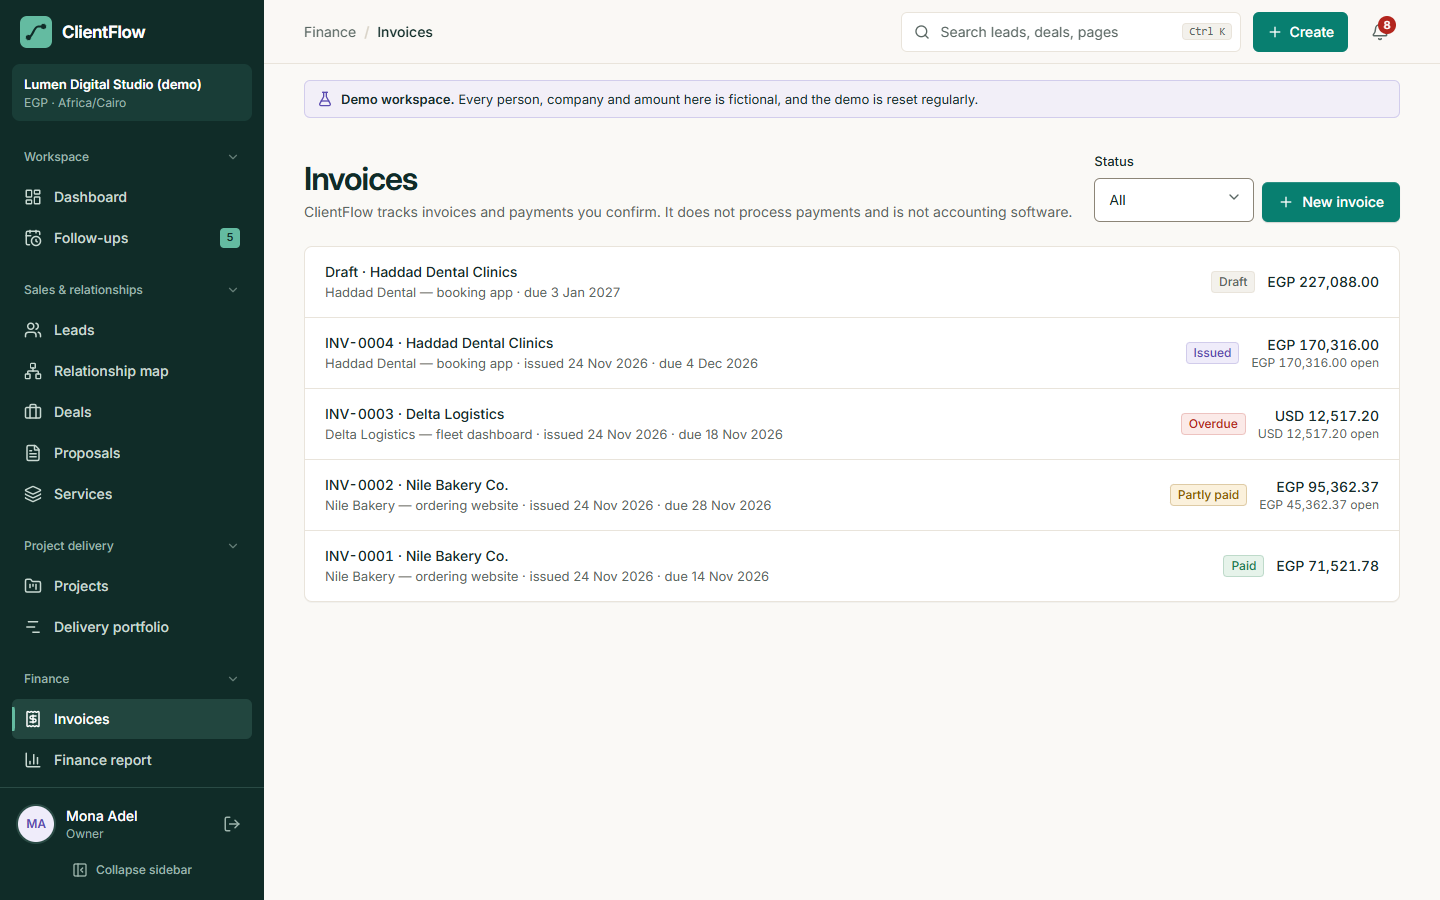 ClientFlow
Lumen Digital Studio (demo)
EGP · Africa/Cairo
Workspace
Dashboard
Follow-ups 5
Sales & relationships
Leads
Relationship map
Deals
Proposals
Services
Project delivery
Projects
Delivery portfolio
Finance
Invoices
Finance report
MA
Mona Adel
Owner
Collapse sidebar
Finance / Invoices
Search leads, deals, pages Ctrl K
Create
8
Demo workspace. Every person, company and amount here is fictional, and the demo is reset regularly.
Invoices
ClientFlow tracks invoices and payments you confirm. It does not process payments and is not accounting software.
Status
All
New invoice
Draft · Haddad Dental Clinics
Haddad Dental — booking app · due 3 Jan 2027
Draft EGP 227,088.00
INV-0004 · Haddad Dental Clinics
Haddad Dental — booking app · issued 24 Nov 2026 · due 4 Dec 2026
Issued EGP 170,316.00
EGP 170,316.00 open
INV-0003 · Delta Logistics
Delta Logistics — fleet dashboard · issued 24 Nov 2026 · due 18 Nov 2026
Overdue USD 12,517.20
USD 12,517.20 open
INV-0002 · Nile Bakery Co.
Nile Bakery — ordering website · issued 24 Nov 2026 · due 28 Nov 2026
Partly paid EGP 95,362.37
EGP 45,362.37 open
INV-0001 · Nile Bakery Co.
Nile Bakery — ordering website · issued 24 Nov 2026 · due 14 Nov 2026
Paid EGP 71,521.78